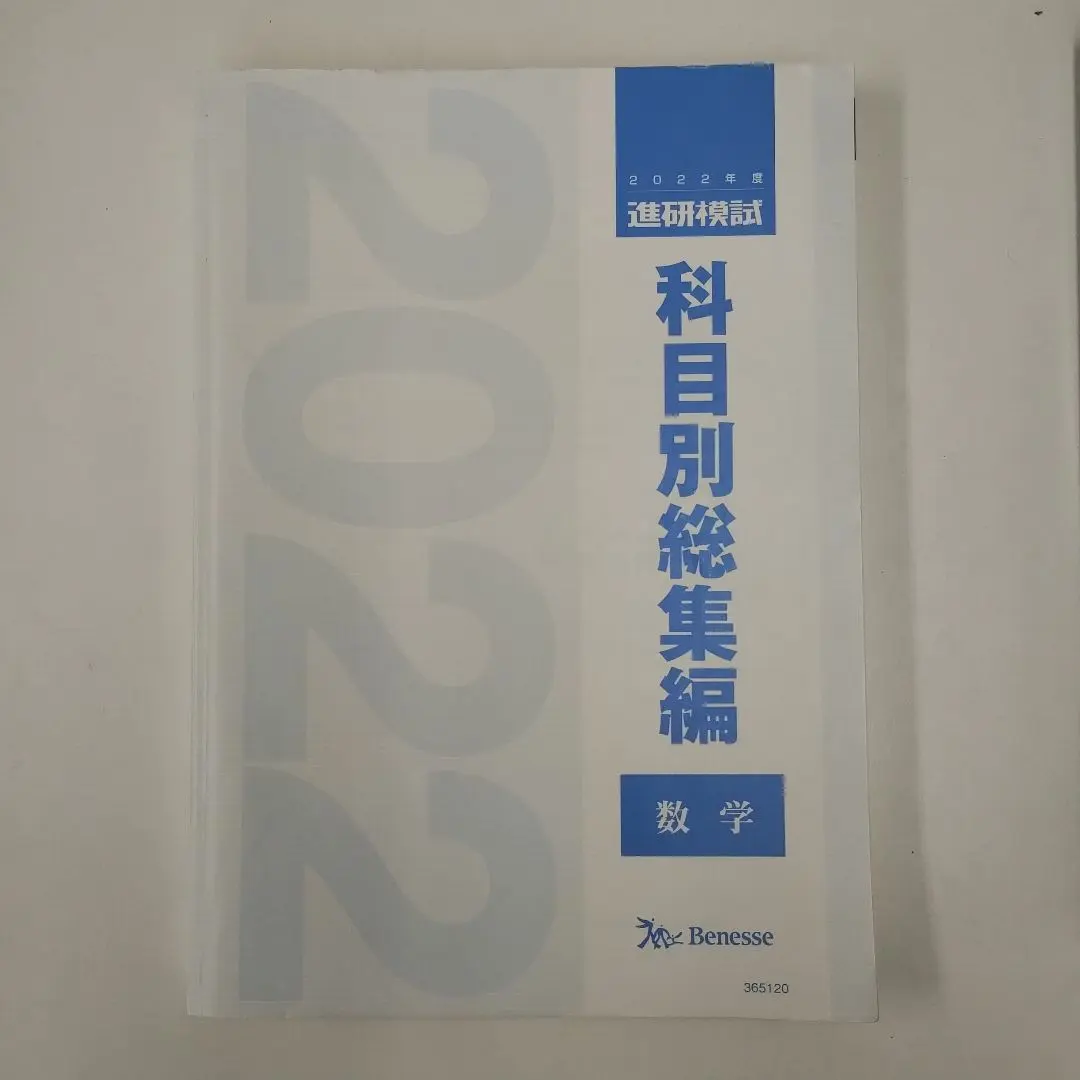 2022
2022年度
進研模試
科目別総集編
数学
Benesse
365120